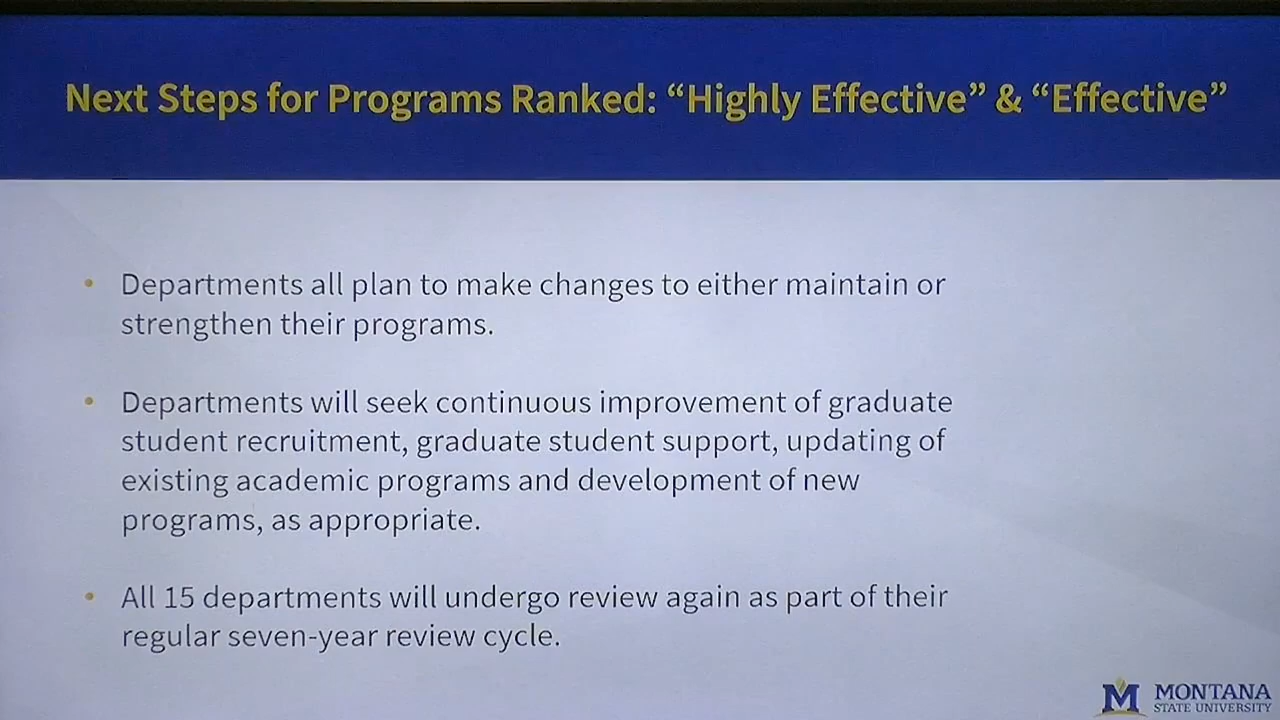 Next Steps for Programs Ranked: “Highly Effective” & “Effective”
• Departments all plan to make changes to either maintain or
strengthen their programs.
• Departments will seek continuous improvement of graduate
student recruitment, graduate student support, updating of
existing academic programs and development of new
programs, as appropriate.
• All 15 departments will undergo review again as part of their
regular seven-year review cycle.
M MONTANA
STATE UNIVERSITY